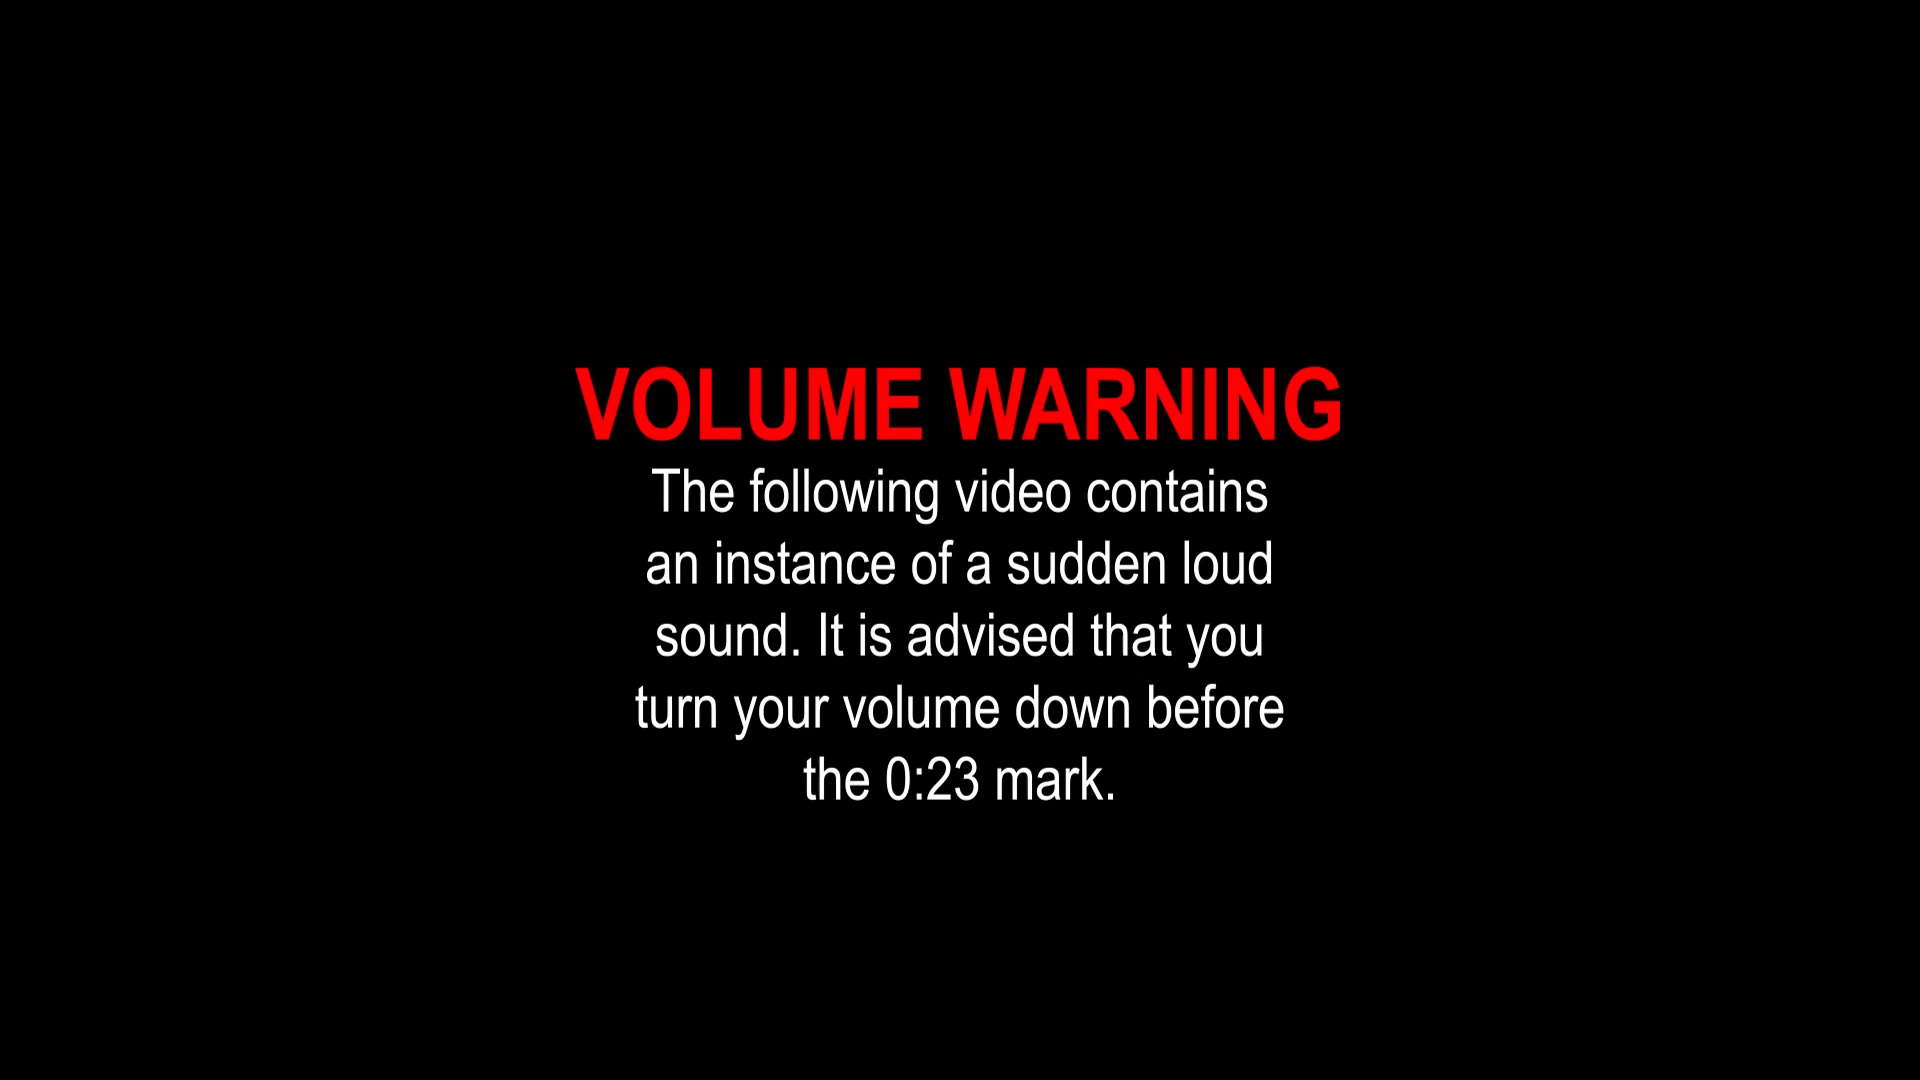 VOLUME WARNING
The following video contains
an instance of a sudden loud
sound. It is advised that you
turn your volume down before
the 0:23 mark.